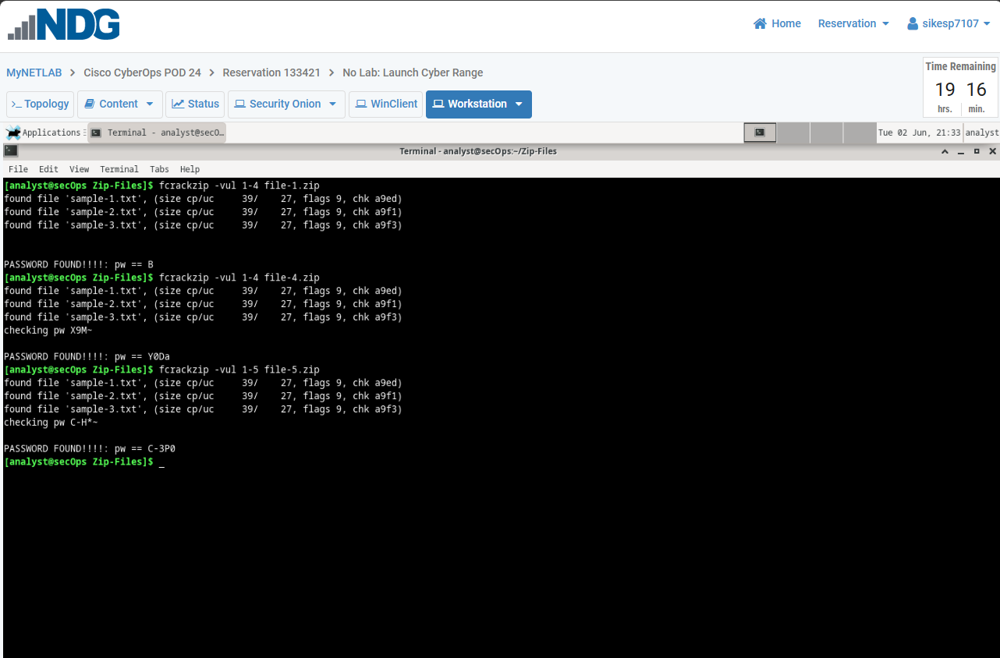 NDG
Home Reservation sikesp7107
MyNETLAB > Cisco CyberOps POD 24 > Reservation 133421 > No Lab: Launch Cyber Range
Time Remaining
19 16
hrs. min.
>_ Topology Content Status Security Onion WinClient Workstation
Applications Terminal - analyst@secO… Tue 02 Jun, 21:33 analyst
Terminal - analyst@secOps:~/Zip-Files
File Edit View Terminal Tabs Help
[analyst@secOps Zip-Files]$ fcrackzip -vul 1-4 file-1.zip
found file 'sample-1.txt', (size cp/uc     39/    27, flags 9, chk a9ed)
found file 'sample-2.txt', (size cp/uc     39/    27, flags 9, chk a9f1)
found file 'sample-3.txt', (size cp/uc     39/    27, flags 9, chk a9f3)
PASSWORD FOUND!!!!: pw == B
[analyst@secOps Zip-Files]$ fcrackzip -vul 1-4 file-4.zip
found file 'sample-1.txt', (size cp/uc     39/    27, flags 9, chk a9ed)
found file 'sample-2.txt', (size cp/uc     39/    27, flags 9, chk a9f1)
found file 'sample-3.txt', (size cp/uc     39/    27, flags 9, chk a9f3)
checking pw X9M~
PASSWORD FOUND!!!!: pw == Y0Da
[analyst@secOps Zip-Files]$ fcrackzip -vul 1-5 file-5.zip
found file 'sample-1.txt', (size cp/uc     39/    27, flags 9, chk a9ed)
found file 'sample-2.txt', (size cp/uc     39/    27, flags 9, chk a9f1)
found file 'sample-3.txt', (size cp/uc     39/    27, flags 9, chk a9f3)
checking pw C-H*~
PASSWORD FOUND!!!!: pw == C-3P0
[analyst@secOps Zip-Files]$ _